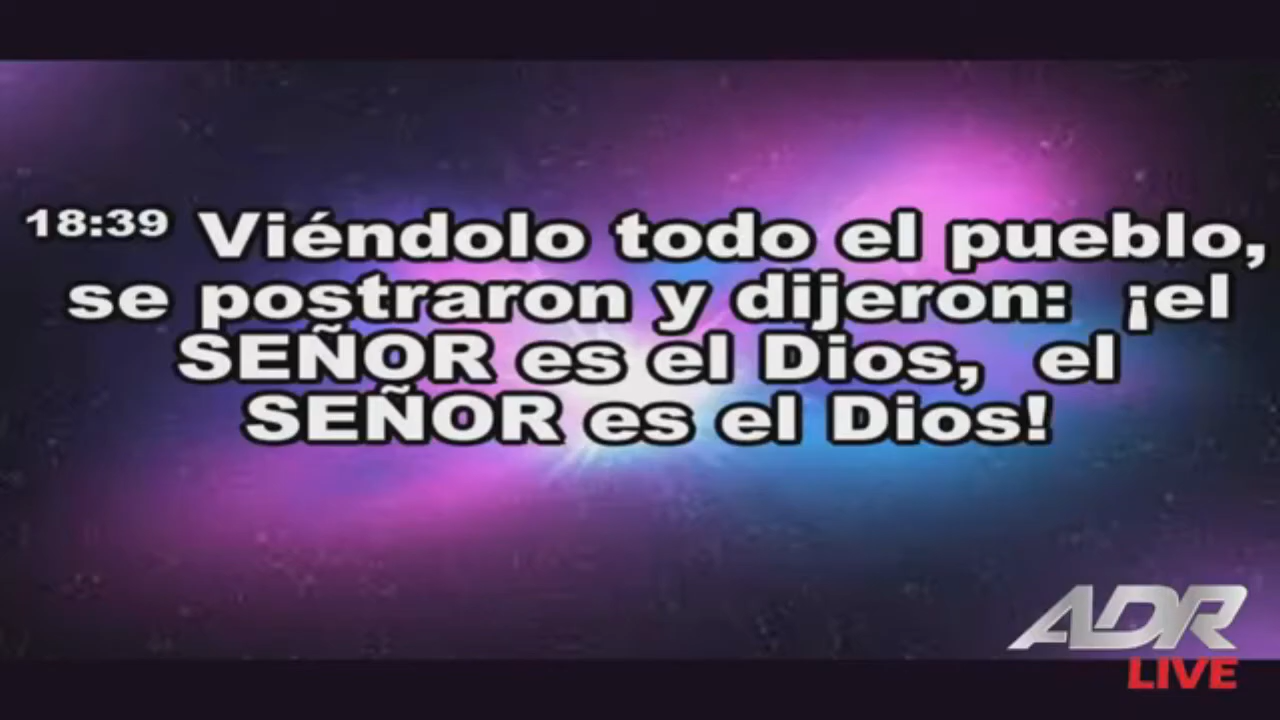 18:39 Viéndolo todo el pueblo,
se postraron y dijeron: ¡el
SEÑOR es el Dios, el
SEÑOR es el Dios!
ADR
LIVE